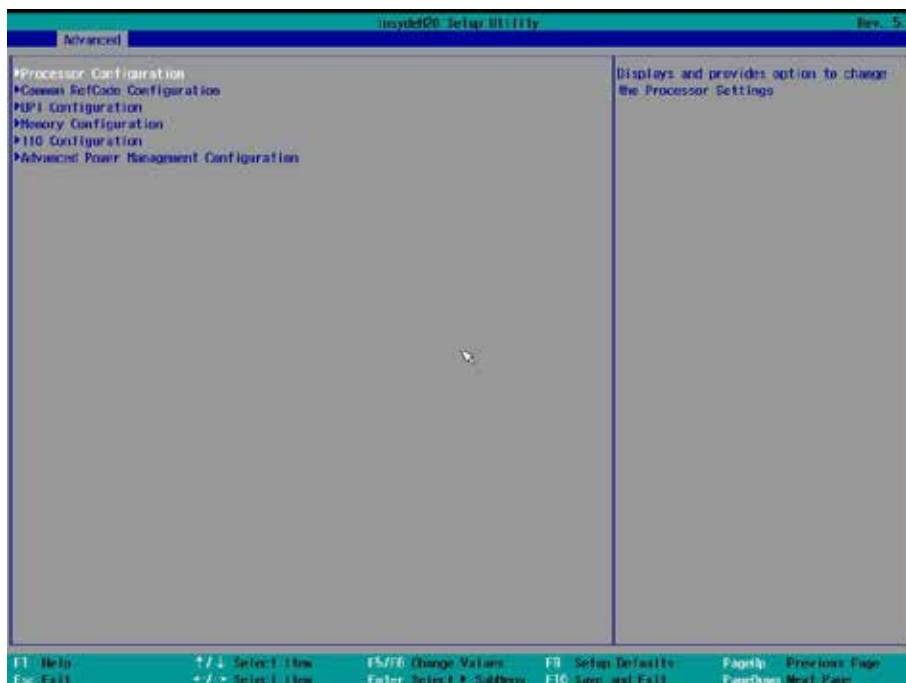 InsydeH20 Setup Utility Rev. 5.
Advanced
Processor Configuration
Common RefCode Configuration
UPI Configuration
Memory Configuration
IIO Configuration
Advanced Power Management Configuration
Displays and provides option to change
the Processor Settings
F1 Help ↑/↓ Select Item F5/F6 Change Values F9 Setup Defaults PageUp Previous Page
Esc Exit Select Item Enter Select ▶ SubMenu F10 Save and Exit PageDown Next Page